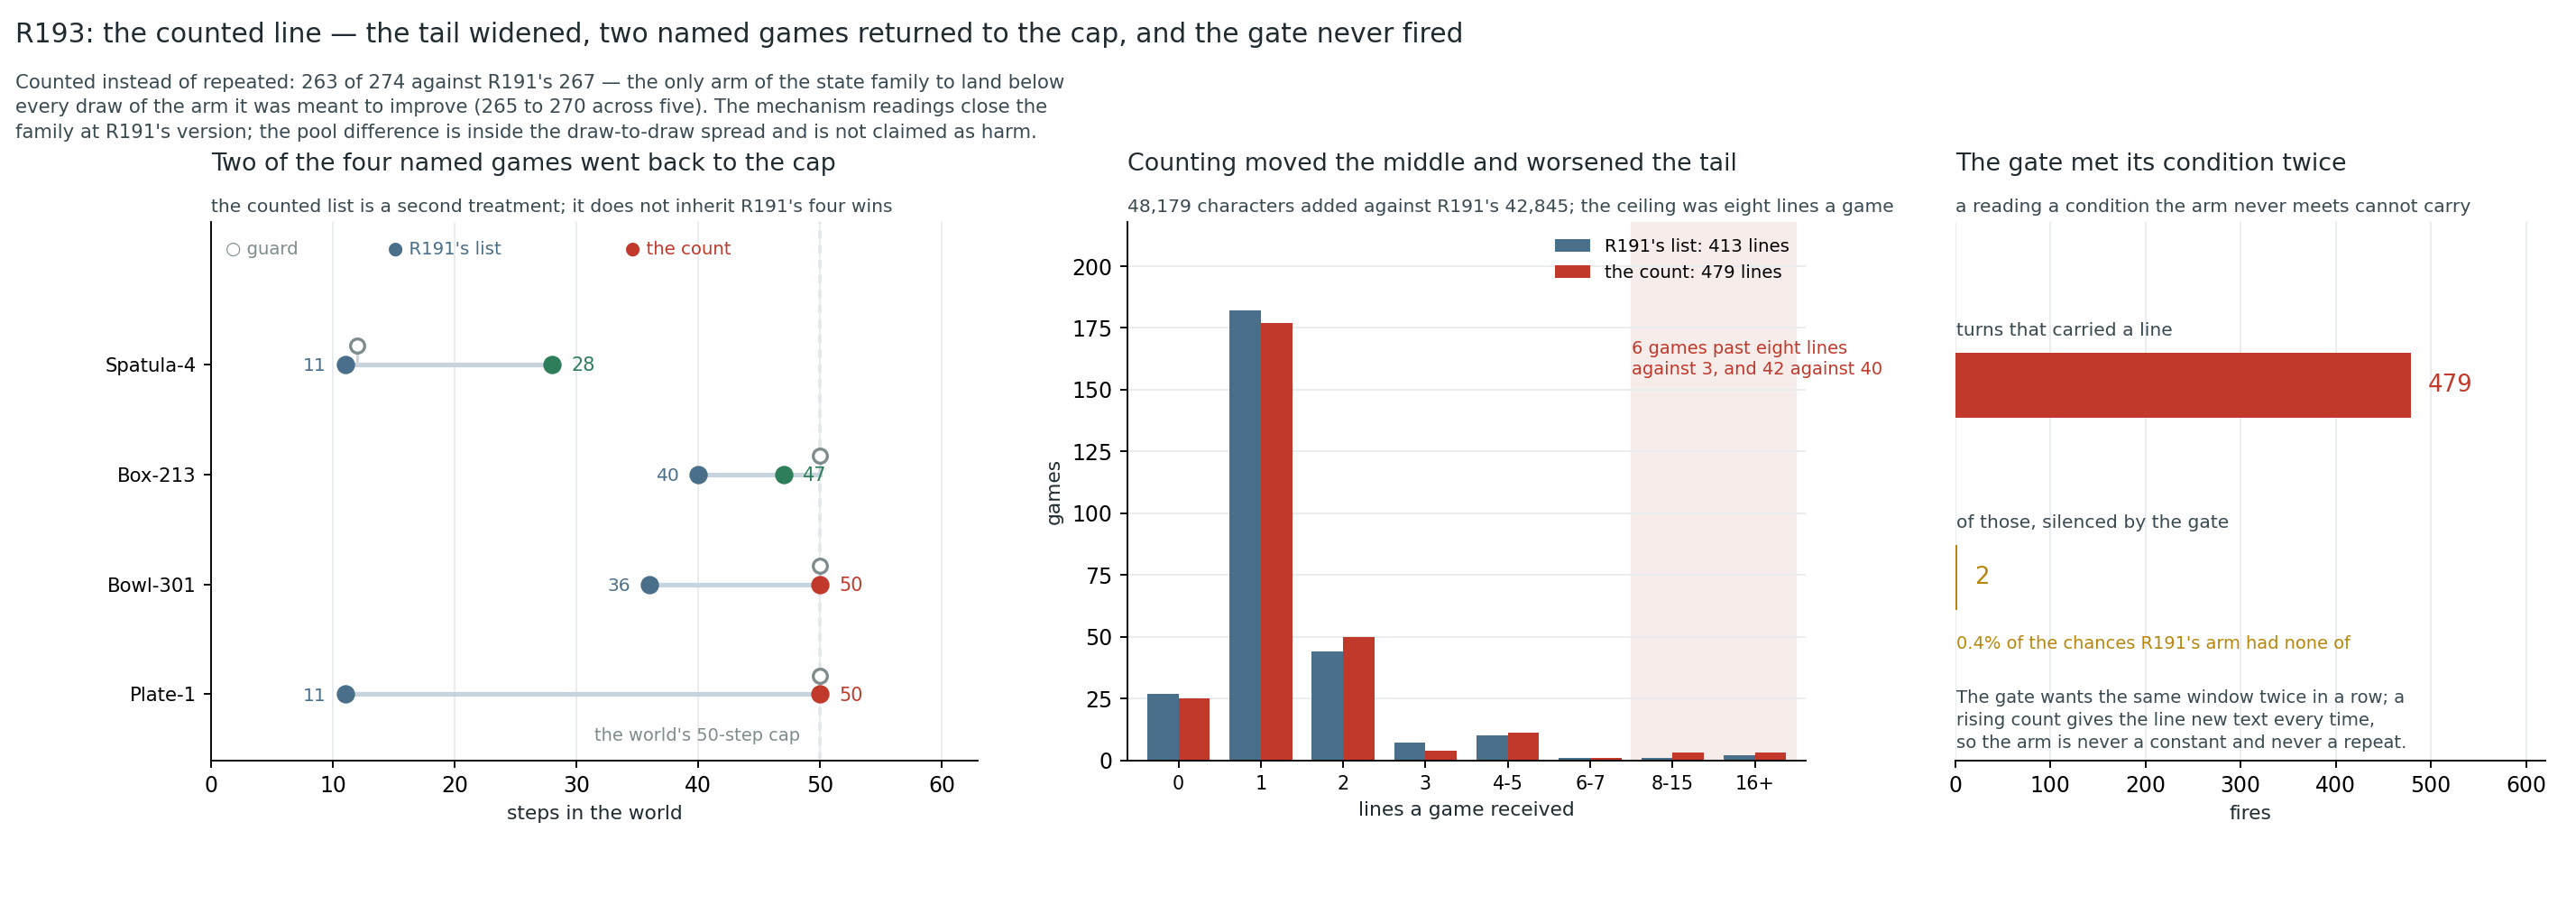 R193: the counted line — the tail widened, two named games returned to the cap, and the gate never fired
Counted instead of repeated: 263 of 274 against R191's 267 — the only arm of the state family to land below
every draw of the arm it was meant to improve (265 to 270 across five). The mechanism readings close the
family at R191's version; the pool difference is inside the draw-to-draw spread and is not claimed as harm.
Two of the four named games went back to the cap
the counted list is a second treatment; it does not inherit R191's four wins
guard
R191's list
the count
Spatula-4
11
28
Box-213
40
47
Bowl-301
36
50
Plate-1
11
50
the world's 50-step cap
0 10 20 30 40 50 60
steps in the world
Counting moved the middle and worsened the tail
48,179 characters added against R191's 42,845; the ceiling was eight lines a game
R191's list: 413 lines
the count: 479 lines
6 games past eight lines
against 3, and 42 against 40
games
200
175
150
125
100
75
50
25
0
0 1 2 3 4-5 6-7 8-15 16+
lines a game received
The gate met its condition twice
a reading a condition the arm never meets cannot carry
turns that carried a line
479
of those, silenced by the gate
2
0.4% of the chances R191's arm had none of
The gate wants the same window twice in a row; a
rising count gives the line new text every time,
so the arm is never a constant and never a repeat.
0 100 200 300 400 500 600
fires